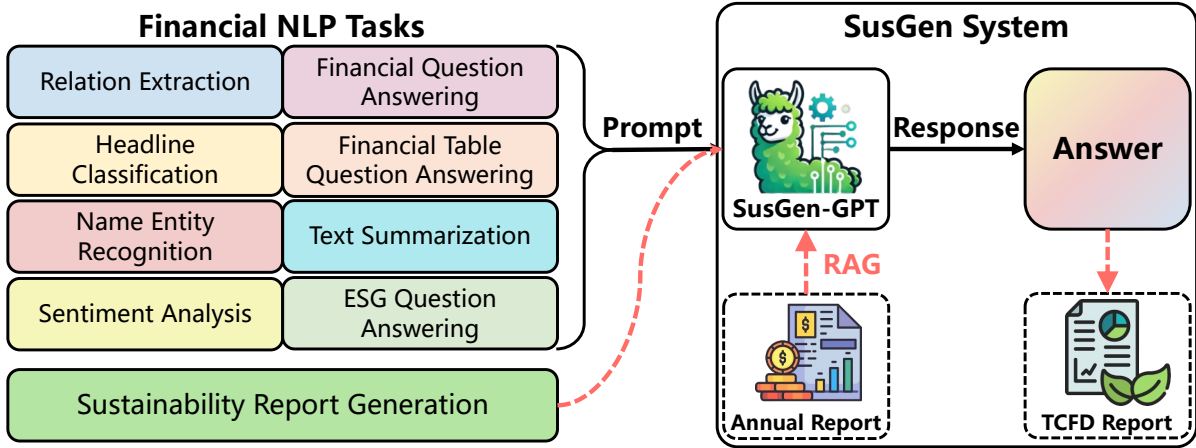 Financial NLP Tasks
Relation Extraction
Financial Question
Answering
Headline
Classification
Financial Table
Question Answering
Name Entity
Recognition
Text Summarization
Sentiment Analysis
ESG Question
Answering
Sustainability Report Generation
Prompt
SusGen System
SusGen-GPT
Response
Answer
RAG
$
$
Annual Report
TCFD Report